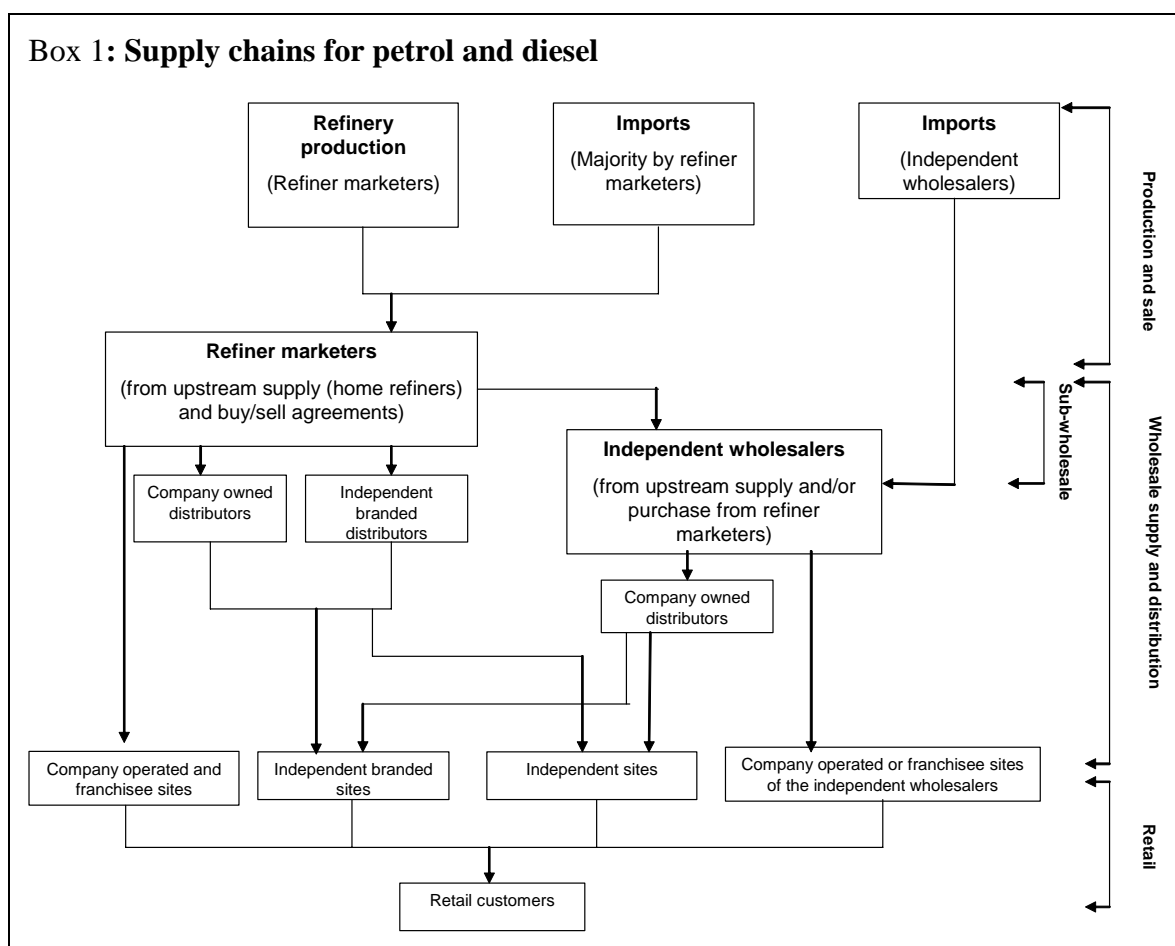 Box 1: Supply chains for petrol and diesel
Refinery
production
(Refiner marketers)
Imports
(Majority by refiner
marketers)
Imports
(Independent
wholesalers)
Production and sale
Refiner marketers
(from upstream supply (home refiners)
and buy/sell agreements)
Sub-wholesale
Wholesale supply and distribution
Independent wholesalers
(from upstream supply and/or
purchase from refiner
marketers)
Company owned
distributors
Independent
branded
distributors
Company owned
distributors
Company operated and
franchisee sites
Independent branded
sites
Independent sites
Company operated or franchisee sites
of the independent wholesalers
Retail
Retail customers